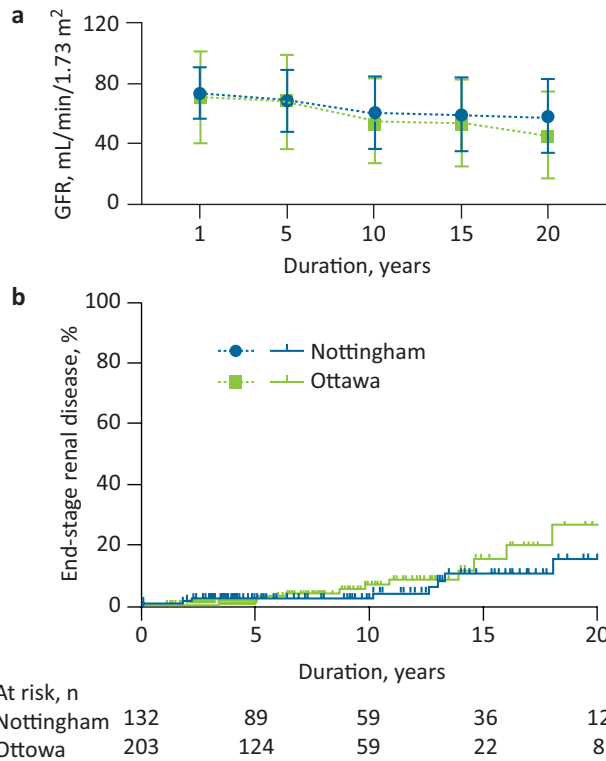 a
GFR, mL/min/1.73 m²
120
80
40
0
1 5 10 15 20
Duration, years
b
End-stage renal disease, %
100
80
60
40
20
0
Nottingham
Ottawa
0 5 10 15 20
Duration, years
At risk, n
Nottingham 132 89 59 36 12
Ottowa 203 124 59 22 8